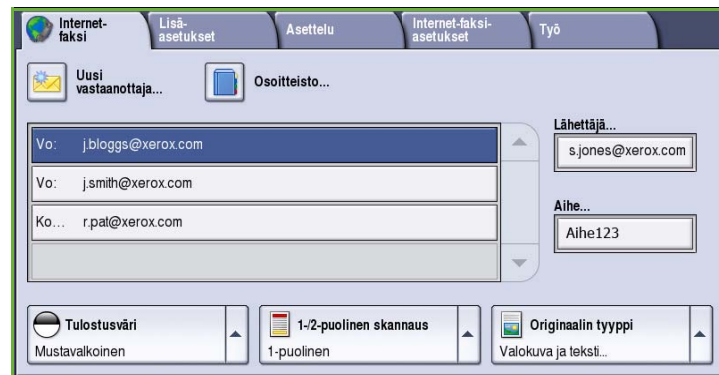 Internet-
faksi
Lisä-
asetukset
Asettelu
Internet-faksi-
asetukset
Työ
Uusi
vastaanottaja...
Osoitteisto...
Vo: j.bloggs@xerox.com
Vo: j.smith@xerox.com
Ko... r.pat@xerox.com
Lähettäjä...
s.jones@xerox.com
Aihe...
Aihe123
Tulostusväri
Mustavalkoinen
1-/2-puolinen skannaus
1-puolinen
Originaalin tyyppi
Valokuva ja teksti...